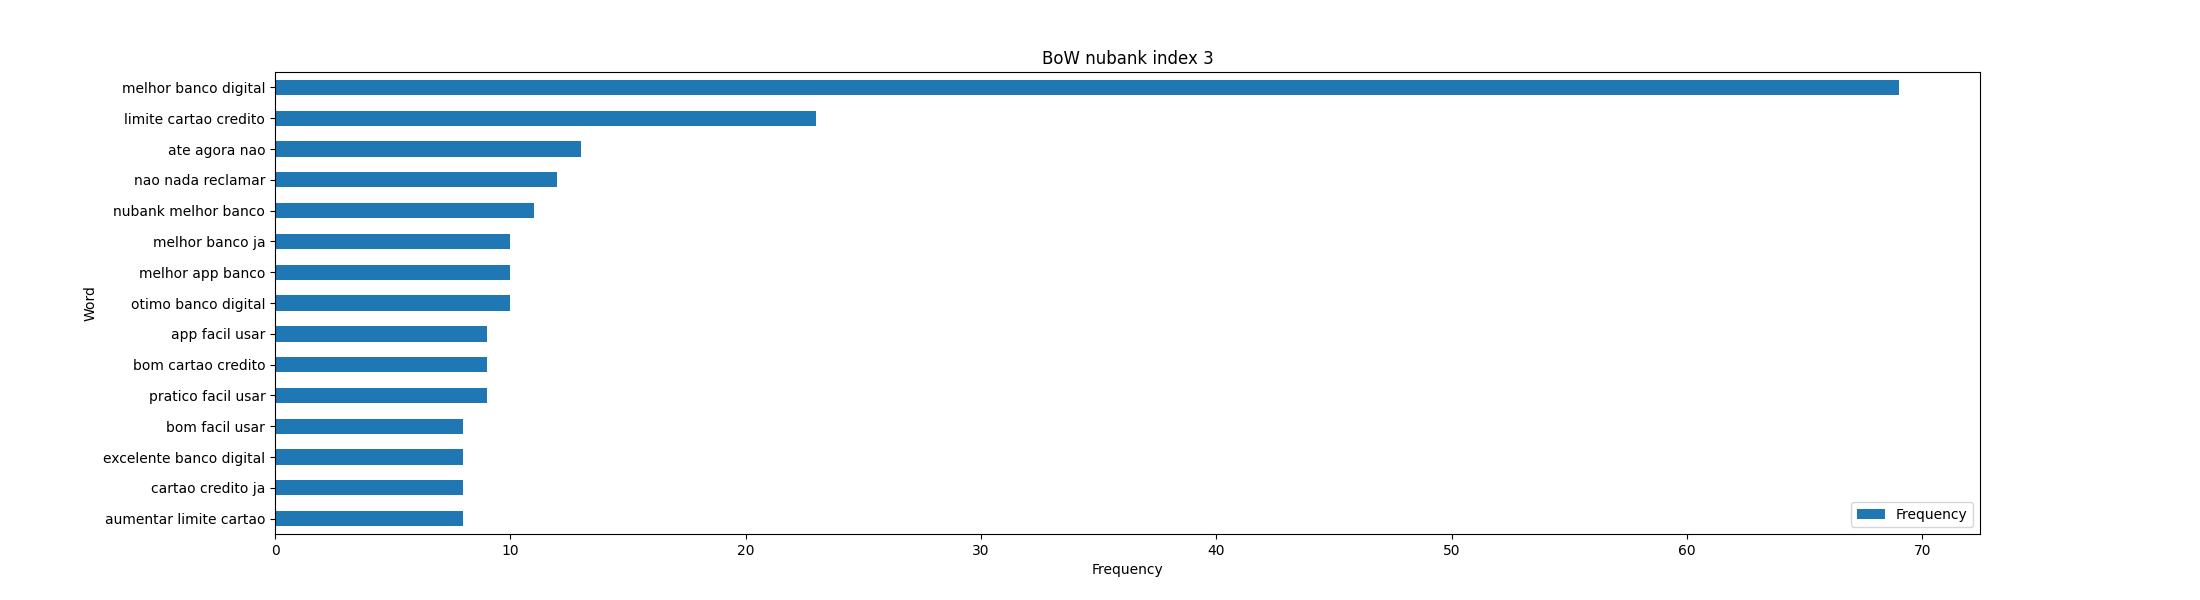 BoW nubank index 3
melhor banco digital
limite cartao credito
ate agora nao
nao nada reclamar
nubank melhor banco
melhor banco ja
melhor app banco
otimo banco digital
app facil usar
bom cartao credito
pratico facil usar
bom facil usar
excelente banco digital
cartao credito ja
aumentar limite cartao
Word
Frequency
0 10 20 30 40 50 60 70
Frequency